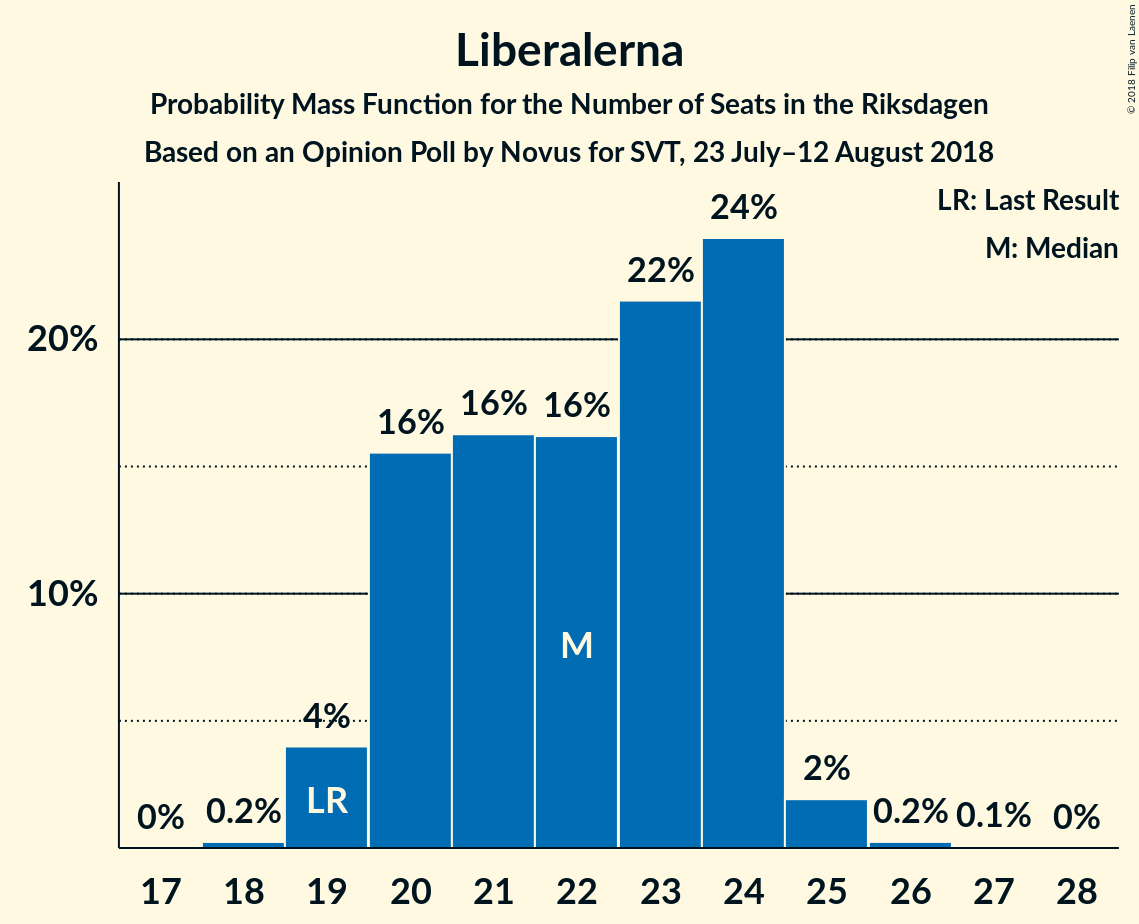 Liberalerna
Probability Mass Function for the Number of Seats in the Riksdagen
Based on an Opinion Poll by Novus for SVT, 23 July–12 August 2018
© 2018 Filip van Laenen
LR: Last Result
M: Median
24%
22%
16%
16%
16%
4%
2%
0%
0.2%
0.2%
0.1%
0%
20%
10%
M
LR
17 18 19 20 21 22 23 24 25 26 27 28